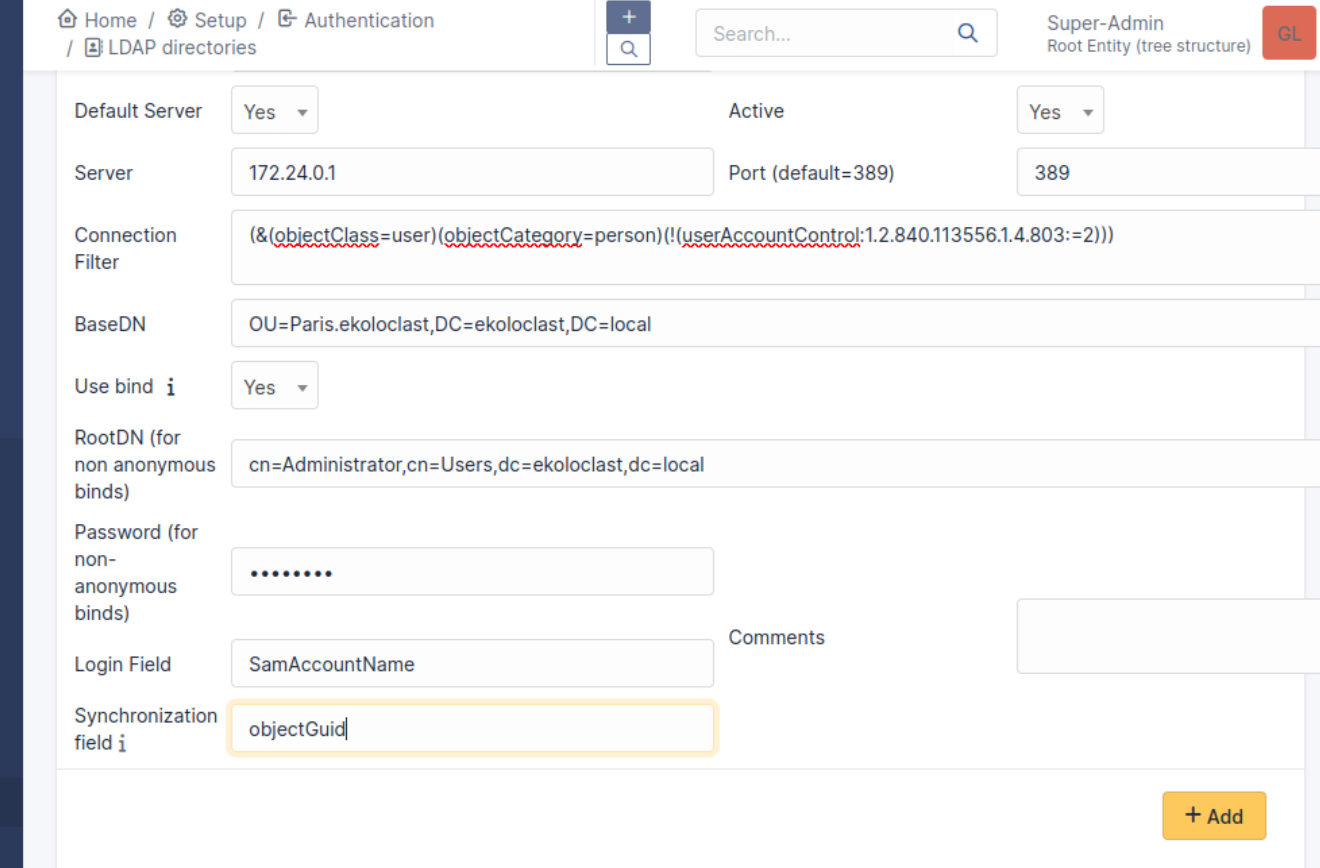 Home / Setup / Authentication
/ LDAP directories
+
Search...
Super-Admin
Root Entity (tree structure)
GL
Default Server Yes Active Yes
Server 172.24.0.1 Port (default=389) 389
Connection Filter (&(objectClass=user)(objectCategory=person)(!(userAccountControl:1.2.840.113556.1.4.803:=2)))
BaseDN OU=Paris.ekoloclast,DC=ekoloclast,DC=local
Use bind i Yes
RootDN (for
non anonymous
binds)
cn=Administrator,cn=Users,dc=ekoloclast,dc=local
Password (for
non-
anonymous
binds)
••••••••
Comments
Login Field SamAccountName
Synchronization
field i
objectGuid
+ Add